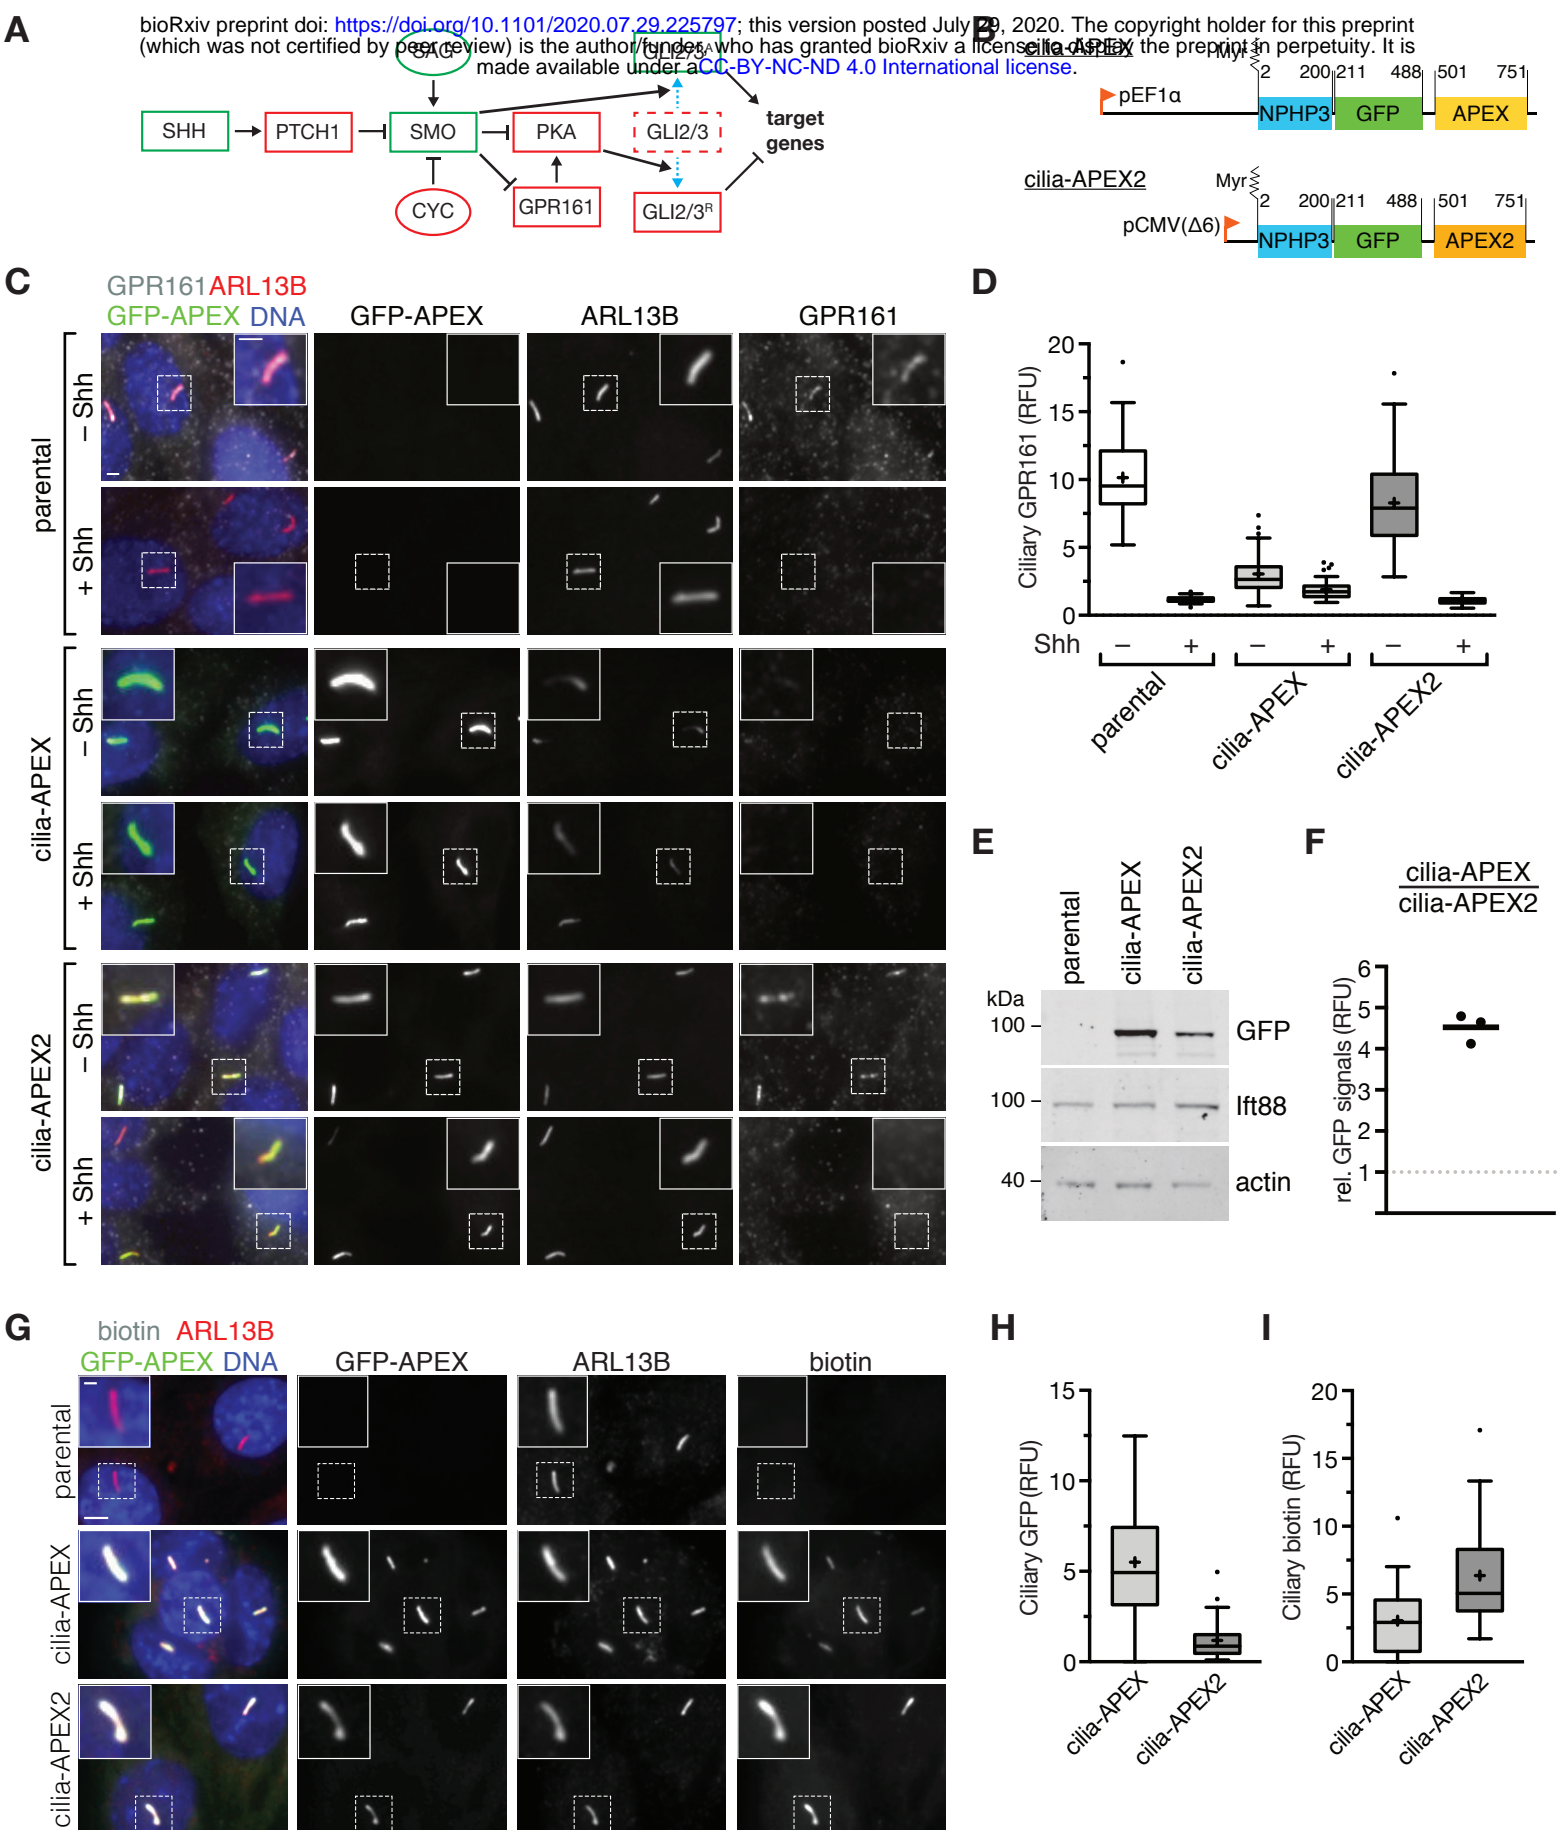 bioRxiv preprint doi: https://doi.org/10.1101/2020.07.29.225797; this version posted July 29, 2020. The copyright holder for this preprint
(which was not certified by peer review) is the author/funder, who has granted bioRxiv a license to display the preprint in perpetuity. It is
made available under aCC-BY-NC-ND 4.0 International license.
A
SAG
GLI2/3A
SHH
PTCH1
SMO
PKA
GLI2/3
target
genes
CYC
GPR161
GLI2/3R
B
cilia-APEX
Myr
2 200 211 488 501 751
pEF1α
NPHP3 GFP APEX
cilia-APEX2
Myr
2 200 211 488 501 751
pCMV(Δ6)
NPHP3 GFP APEX2
C
GPR161 ARL13B
GFP-APEX DNA
GFP-APEX
ARL13B
GPR161
parental
– Shh
+ Shh
cilia-APEX
– Shh
+ Shh
cilia-APEX2
– Shh
+ Shh
D
Ciliary GPR161 (RFU)
20
15
10
5
0
Shh – + – + – +
parental
cilia-APEX
cilia-APEX2
E
parental
cilia-APEX
cilia-APEX2
kDa
100
GFP
100
Ift88
40
actin
F
cilia-APEX
cilia-APEX2
rel. GFP signals (RFU)
6
5
4
3
2
1
G
biotin ARL13B
GFP-APEX DNA
GFP-APEX
ARL13B
biotin
parental
cilia-APEX
cilia-APEX2
H
Ciliary GFP (RFU)
15
10
5
0
cilia-APEX
cilia-APEX2
I
Ciliary biotin (RFU)
20
15
10
5
0
cilia-APEX
cilia-APEX2